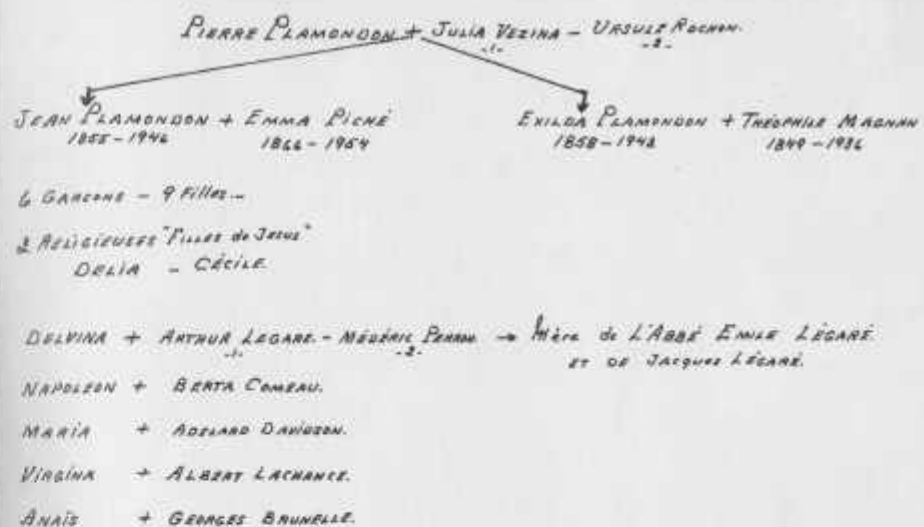 PIERRE PLAMONDON + JULIA VEZINA - URSULE ROCHON.
-1- -2-
JEAN PLAMONDON + EMMA PICHÉ EXILDA PLAMONDON + THÉOPHILE MAGNAN
1855-1946 1866-1954 1858-1942 1849-1936
6 GARCONS - 9 Filles-
2 RELIGIEUSES "FILLES de JESUS"
DELIA - CÉCILE.
DELVINA + ARTHUR LEGARE. - MÉDÉRIC PERRON → Mère de L'ABBÉ EMILE LÉGARÉ.
-1- -2- ET DE JACQUES LÉGARÉ.
NAPOLEON + BERTA COMEAU.
MARIA + ADELARD DAVIDSON.
VIRGINA + ALBERT LACHANCE.
ANAÏS + GEORGES BRUNELLE.